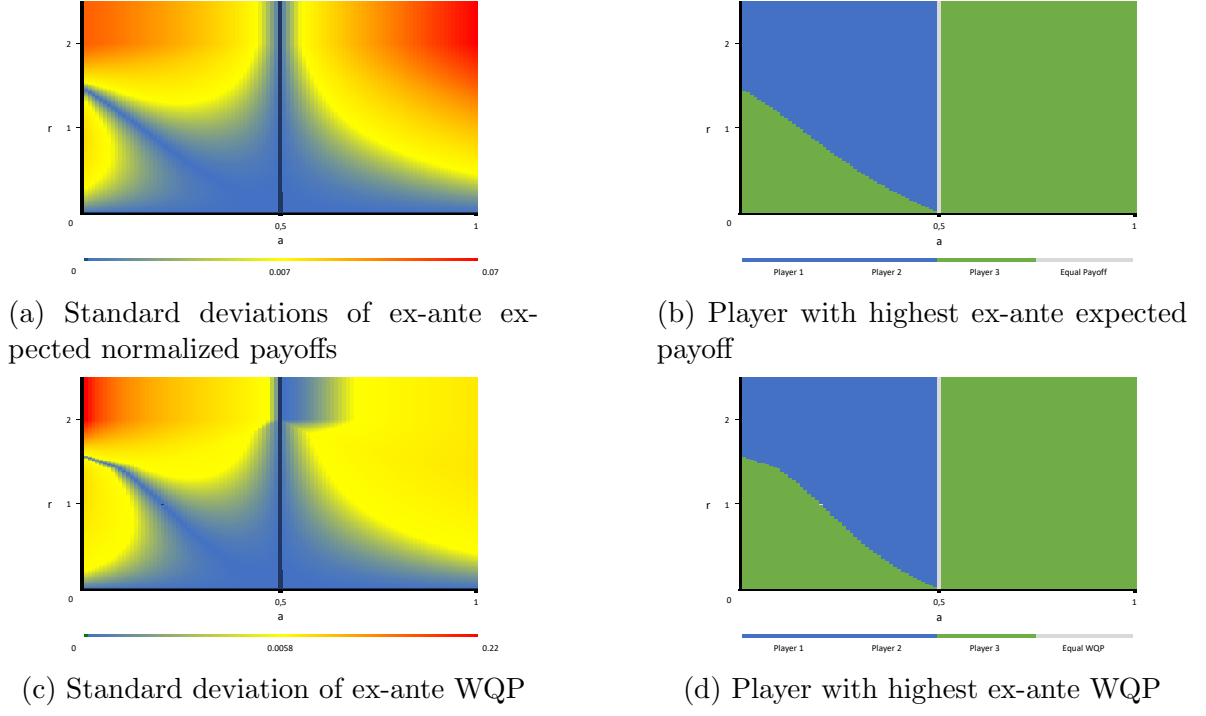 2
r
1
0
0,5
1
a
0
0.007
0.07
(a) Standard deviations of ex-ante ex-
pected normalized payoffs
2
r
1
0
0,5
1
a
Player 1
Player 2
Player 3
Equal Payoff
(b) Player with highest ex-ante expected
payoff
2
r
1
0
0,5
1
a
0
0.0058
0.22
(c) Standard deviation of ex-ante WQP
2
r
1
0
0,5
1
a
Player 1
Player 2
Player 3
Equal WQP
(d) Player with highest ex-ante WQP